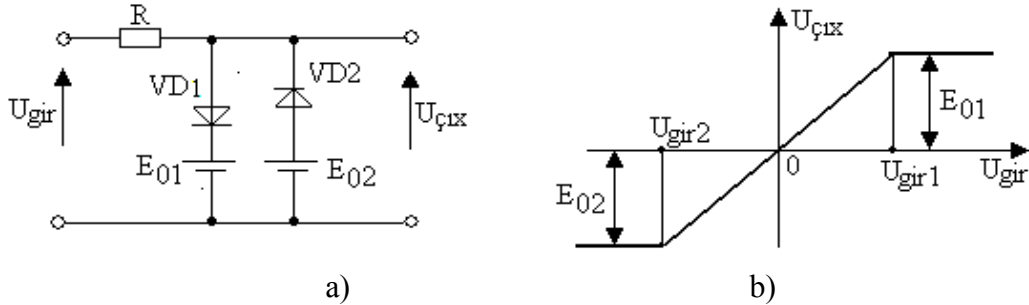 R
VD1
VD2
Ugir
Uçıx
E01
E02
a)
Uçıx
E01
Ugir2
0
Ugir1
Ugir
E02
b)